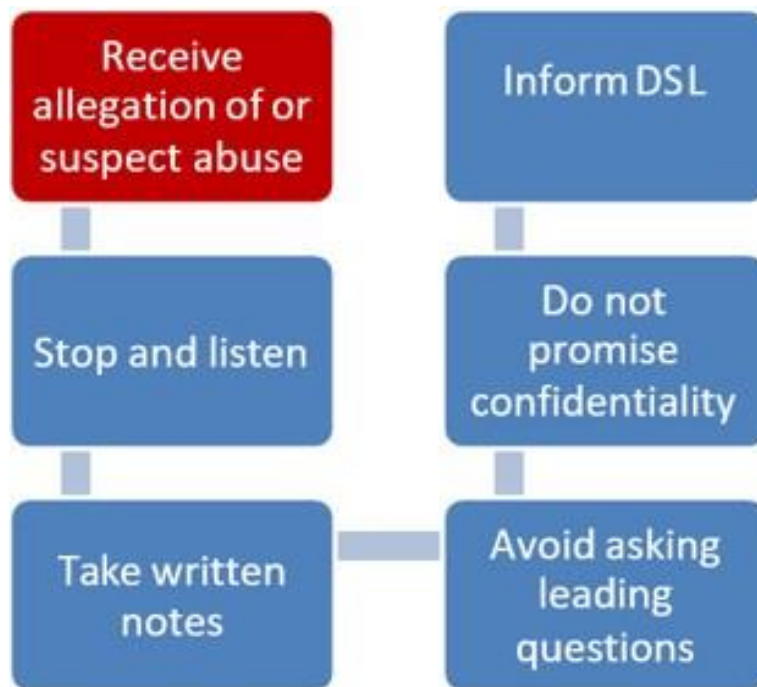 Receive
allegation of or
suspect abuse
Stop and listen
Take written
notes
Avoid asking
leading
questions
Do not
promise
confidentiality
Inform DSL